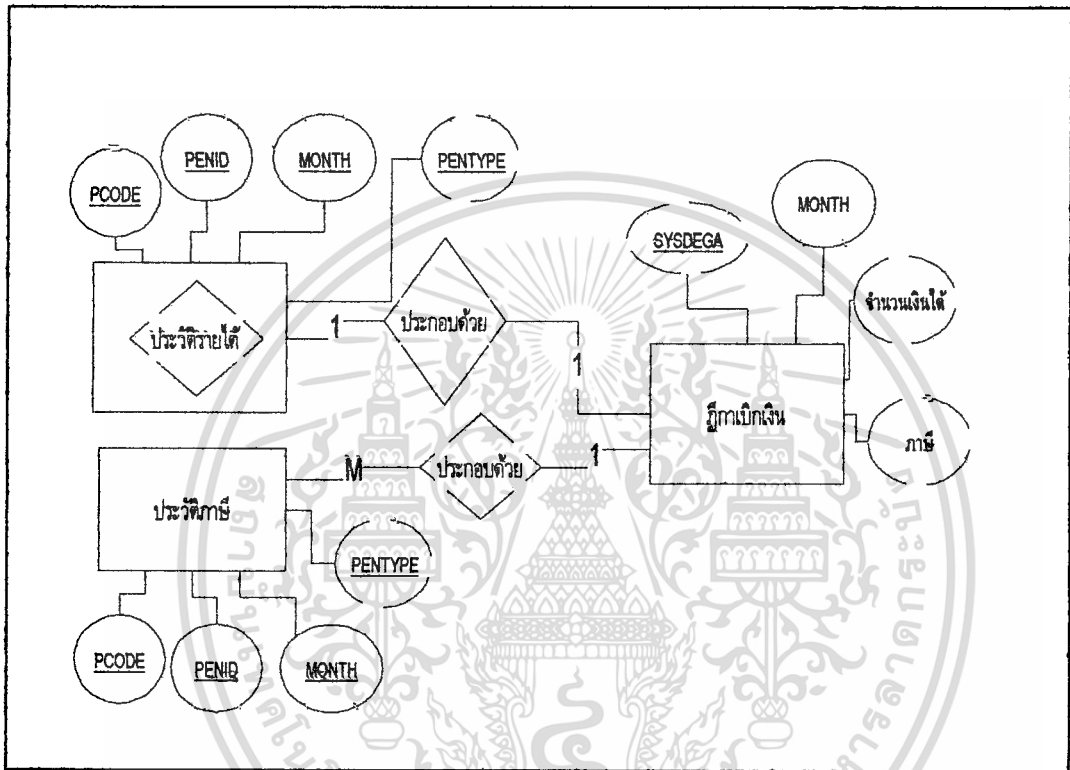 PCODE
PENID
MONTH
PENTYPE
SYSDEGA
MONTH
จำนวนเงินได้
ภาษี
ประวัติรายได้
1
ประกอบด้วย
1
ฎีกาเบิกเงิน
ประวัติภาษี
M
ประกอบด้วย
1
PENTYPE
PCODE
PENID
MONTH